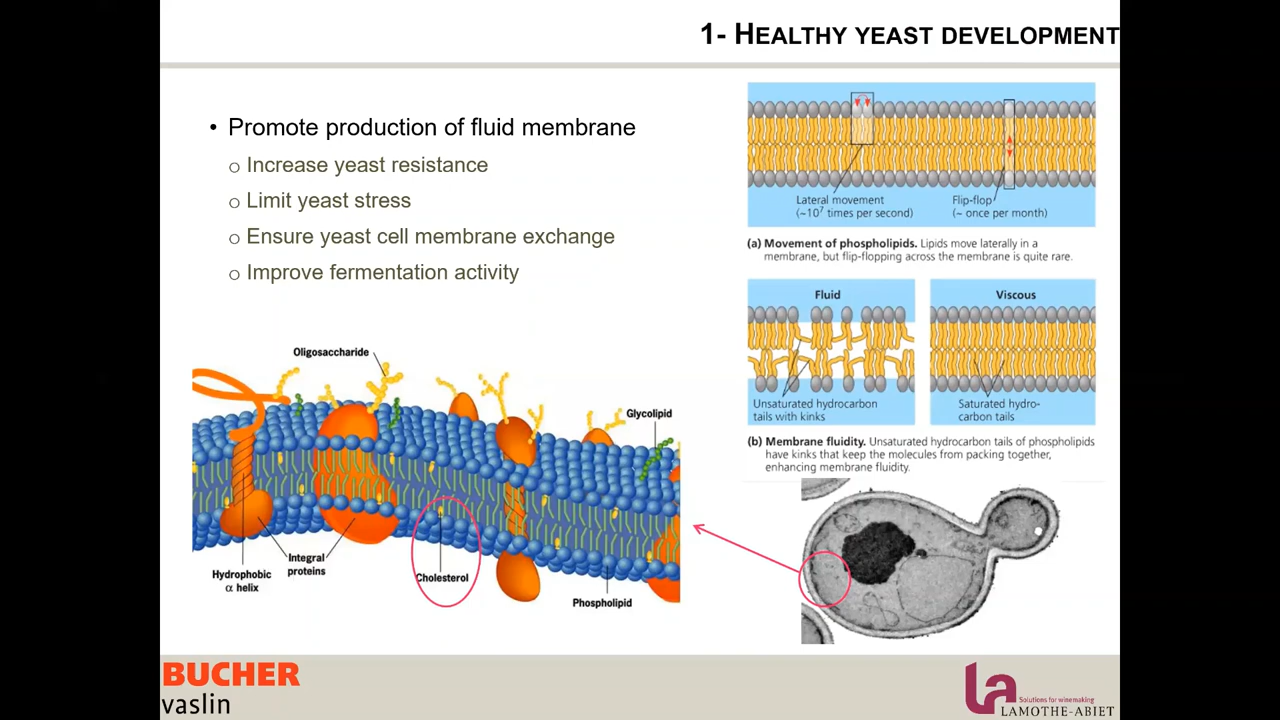 1- HEALTHY YEAST DEVELOPMENT
• Promote production of fluid membrane
o Increase yeast resistance
o Limit yeast stress
o Ensure yeast cell membrane exchange
o Improve fermentation activity
Lateral movement
(~10⁷ times per second)
Flip-flop
(~ once per month)
(a) Movement of phospholipids. Lipids move laterally in a
membrane, but flip-flopping across the membrane is quite rare.
Fluid
Viscous
Unsaturated hydrocarbon
tails with kinks
Saturated hydro-
carbon tails
(b) Membrane fluidity. Unsaturated hydrocarbon tails of phospholipids
have kinks that keep the molecules from packing together,
enhancing membrane fluidity.
Oligosaccharide
Glycolipid
Hydrophobic
α helix
Integral
proteins
Cholesterol
Phospholipid
BUCHER
vaslin
La
Solutions for winemaking
LAMOTHE-ABIET